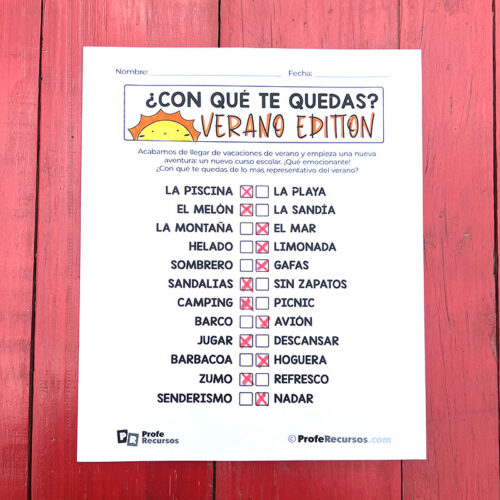 Nombre: Fecha:
¿CON QUÉ TE QUEDAS?
VERANO EDITION
Acabamos de llegar de vacaciones de verano y empieza una nueva
aventura: un nuevo curso escolar. ¡Qué emocionante!
¿Con qué te quedas de lo más representativo del verano?
LA PISCINA LA PLAYA
EL MELÓN LA SANDÍA
LA MONTAÑA EL MAR
HELADO LIMONADA
SOMBRERO GAFAS
SANDALIAS SIN ZAPATOS
CAMPING PICNIC
BARCO AVIÓN
JUGAR DESCANSAR
BARBACOA HOGUERA
ZUMO REFRESCO
SENDERISMO NADAR
PR Profe
Recursos
© ProfeRecursos.com